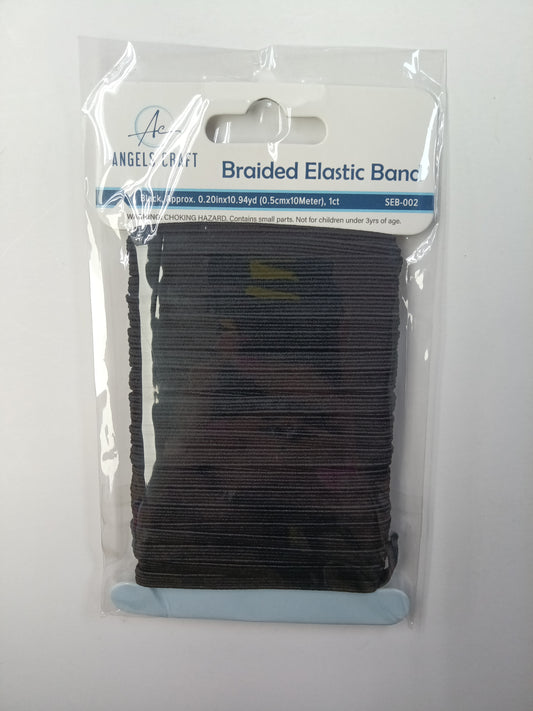 Ac
ANGELS CRAFT
Braided Elastic Band
Black, Approx. 0.20inx10.94yd (0.5cmx10Meter), 1ct SEB-002
WARNING: CHOKING HAZARD. Contains small parts. Not for children under 3yrs of age.